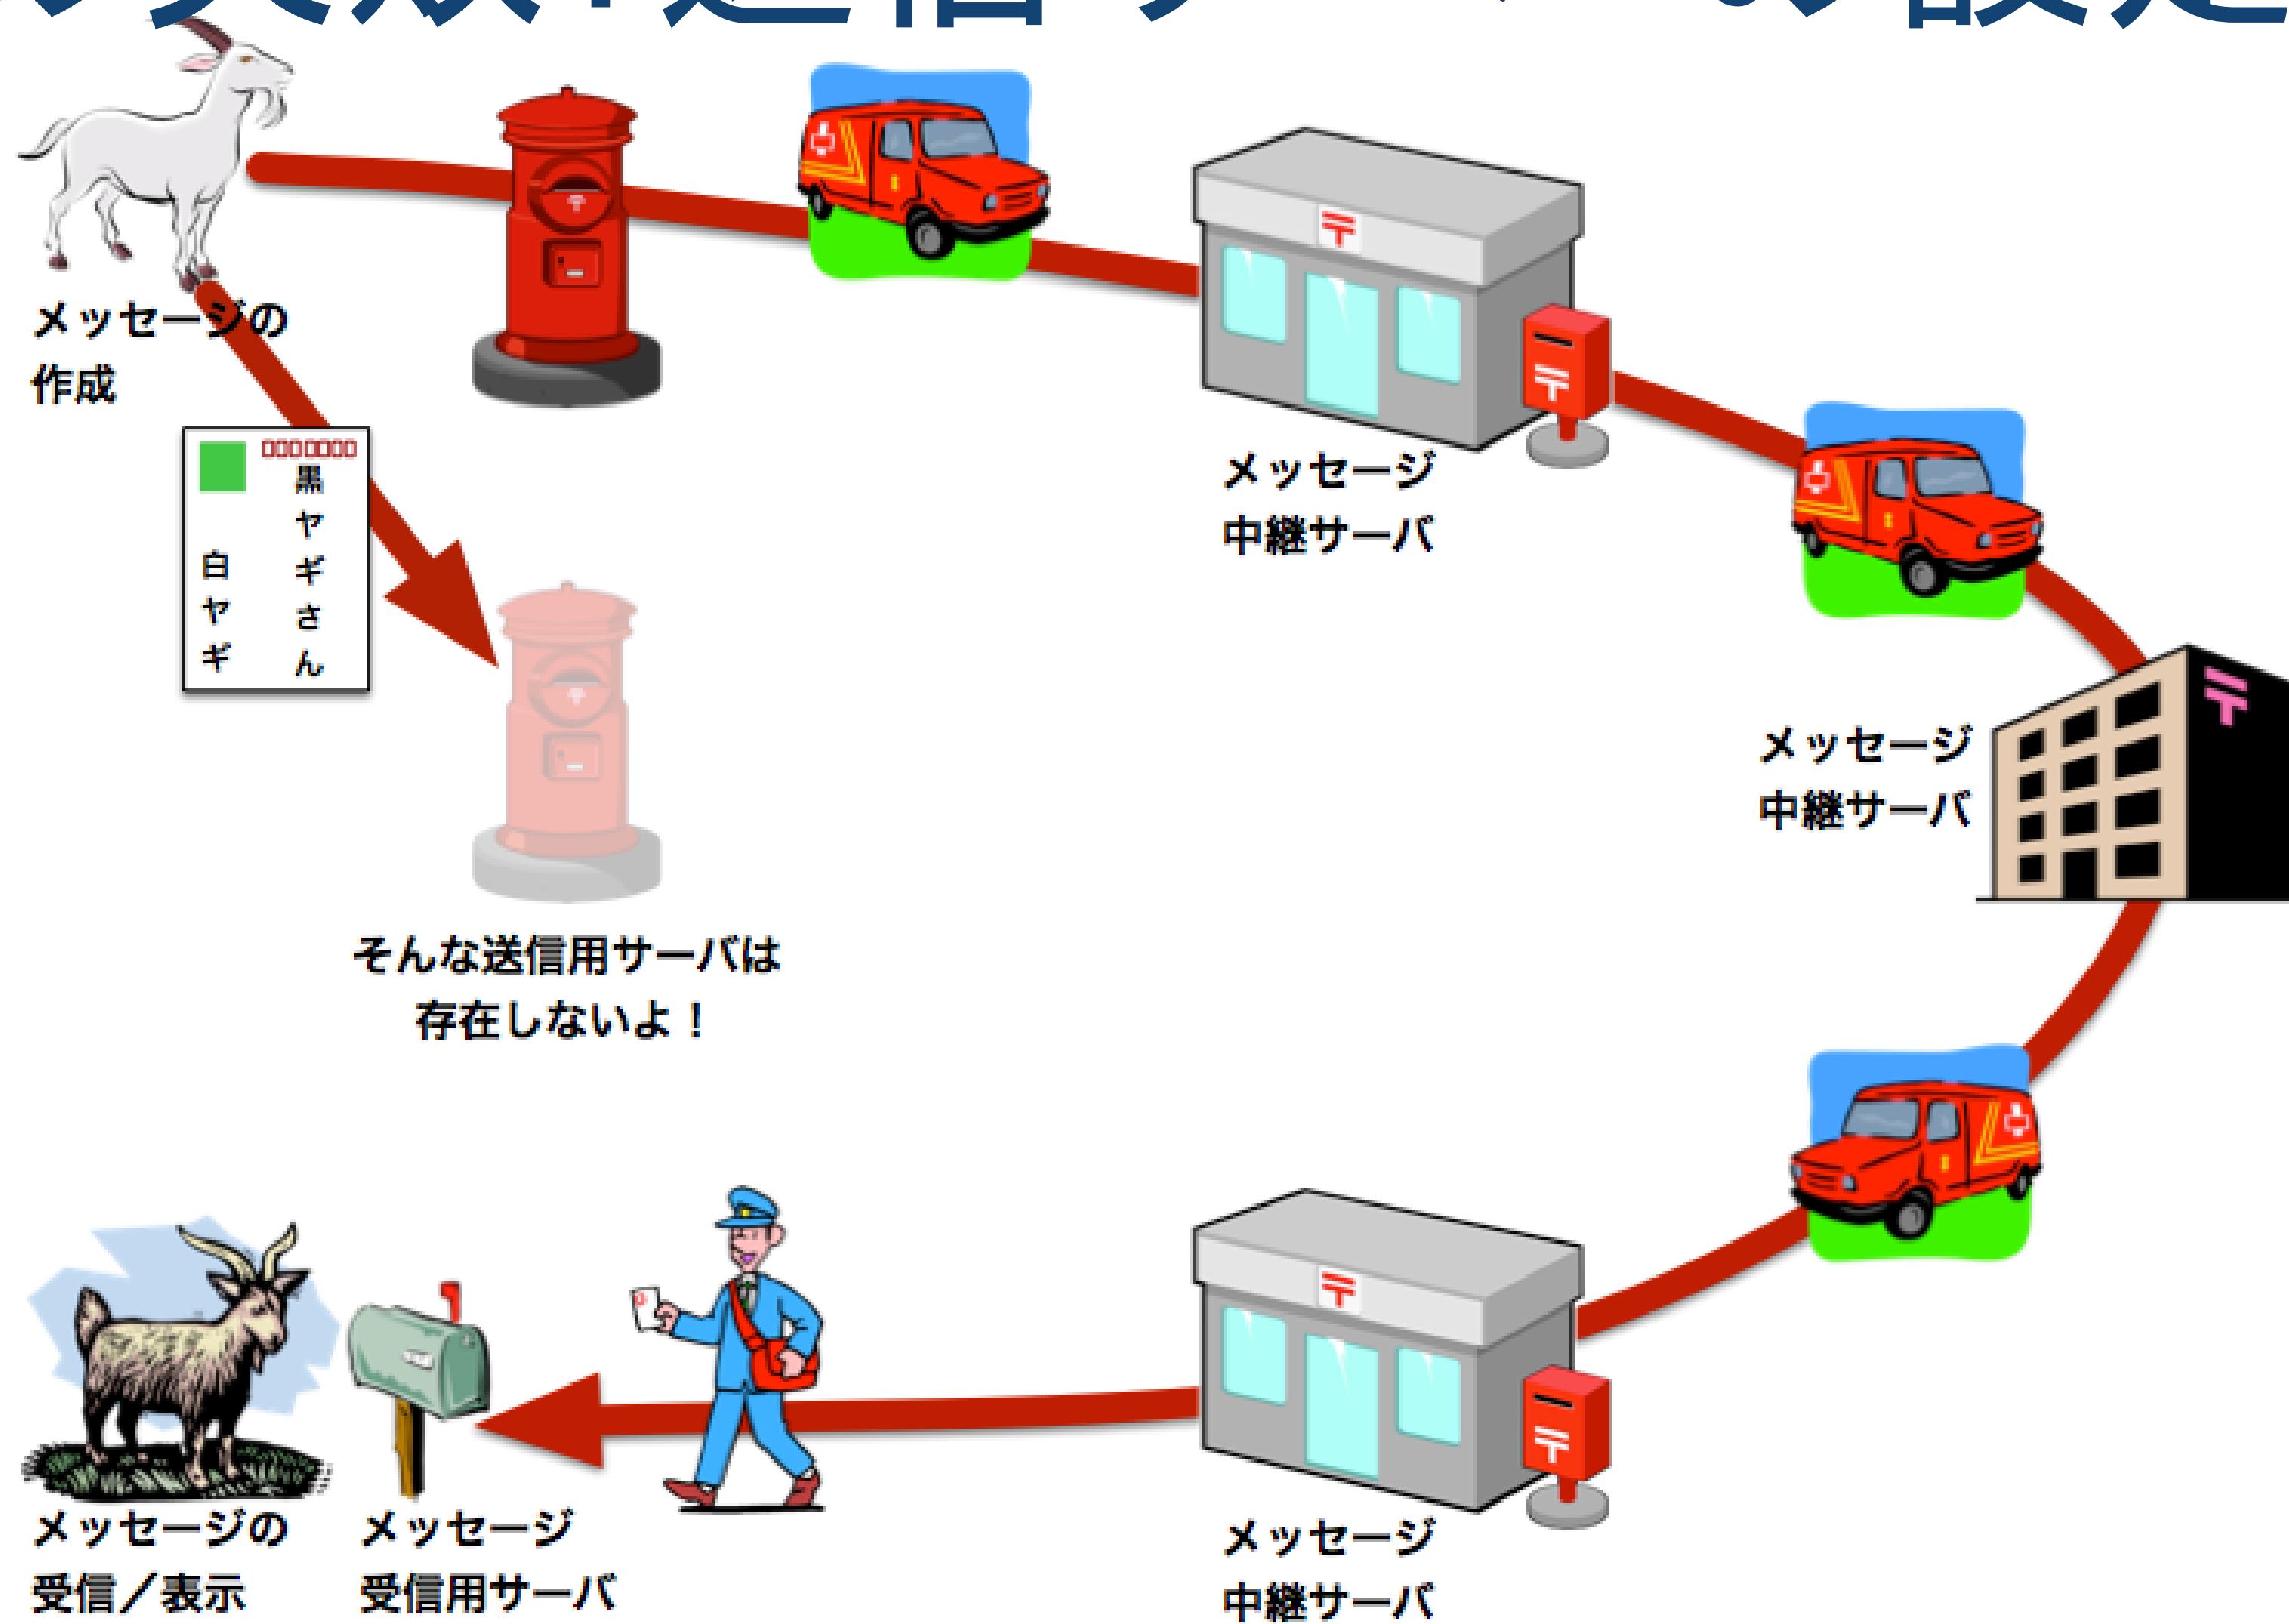 メッセージの
作成
黒ヤギさん
白ヤギ
メッセージ
中継サーバ
メッセージ
中継サーバ
そんな送信用サーバは
存在しないよ！
メッセージの
受信／表示
メッセージ
受信用サーバ
メッセージ
中継サーバ